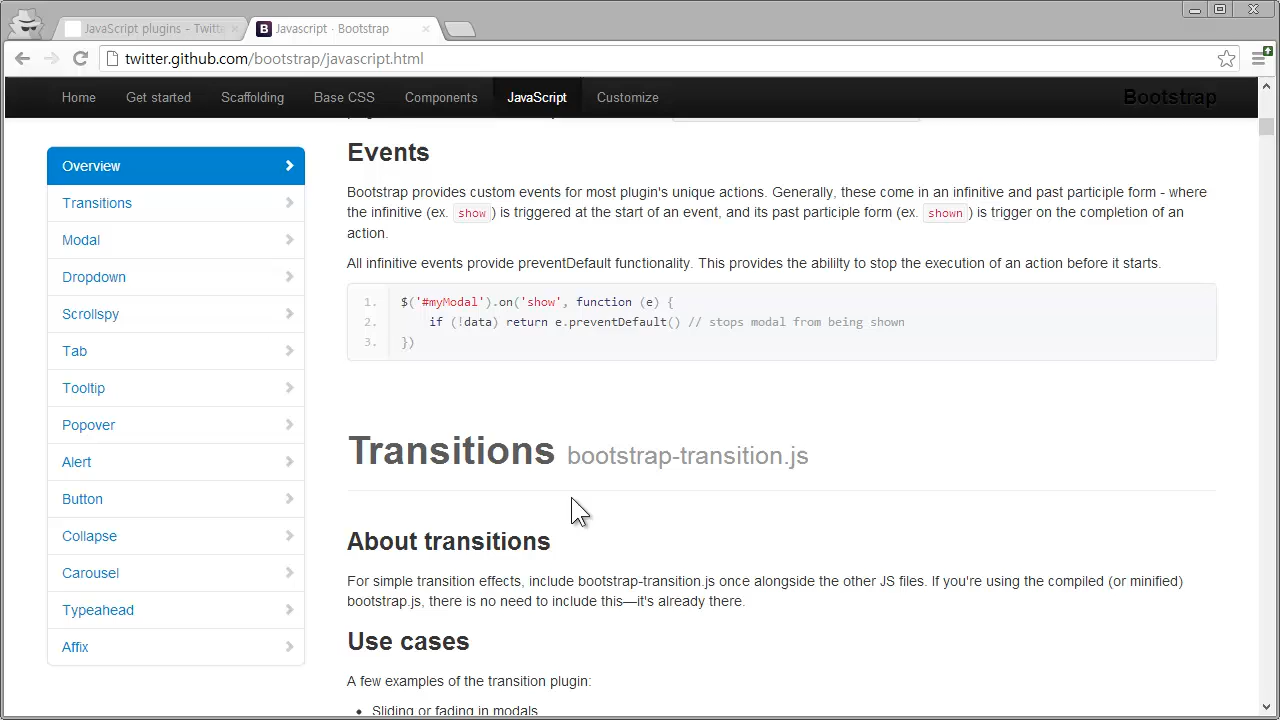 JavaScript plugins - Twitte
Javascript · Bootstrap
twitter.github.com/bootstrap/javascript.html
Home Get started Scaffolding Base CSS Components JavaScript Customize Bootstrap
Overview
Transitions
Modal
Dropdown
Scrollspy
Tab
Tooltip
Popover
Alert
Button
Collapse
Carousel
Typeahead
Affix
Events
Bootstrap provides custom events for most plugin's unique actions. Generally, these come in an infinitive and past participle form - where
the infinitive (ex. show ) is triggered at the start of an event, and its past participle form (ex. shown ) is trigger on the completion of an
action.
All infinitive events provide preventDefault functionality. This provides the abililty to stop the execution of an action before it starts.
1. $('#myModal').on('show', function (e) {
2. if (!data) return e.preventDefault() // stops modal from being shown
3. })
Transitions bootstrap-transition.js
About transitions
For simple transition effects, include bootstrap-transition.js once alongside the other JS files. If you're using the compiled (or minified)
bootstrap.js, there is no need to include this—it's already there.
Use cases
A few examples of the transition plugin:
• Sliding or fading in modals